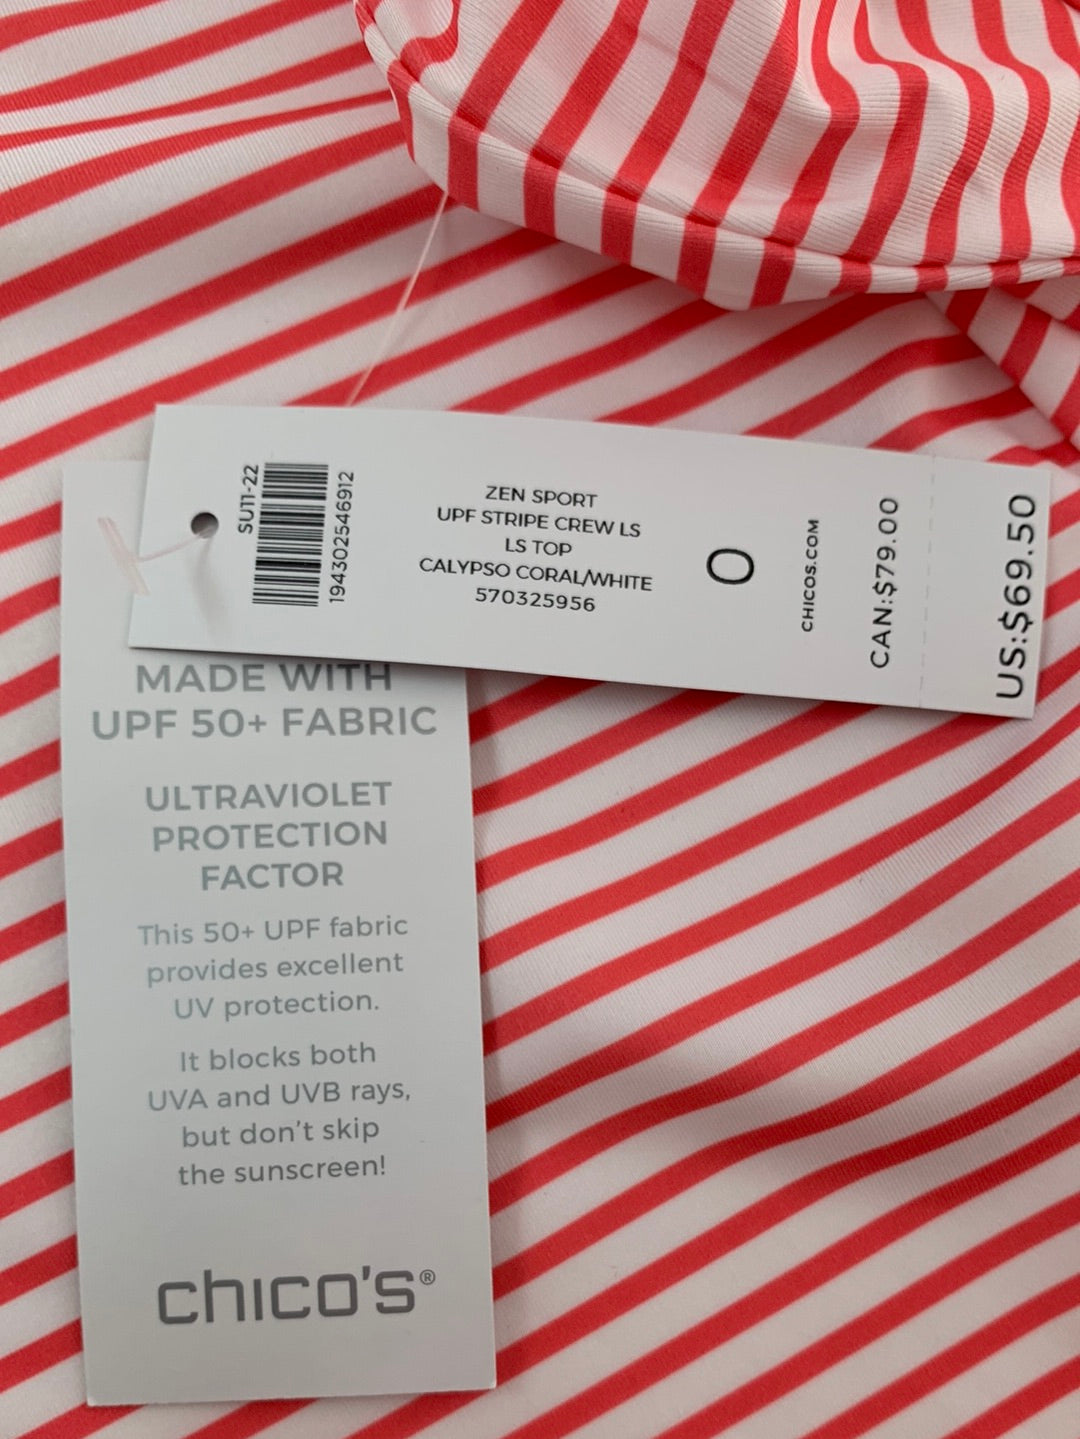 SU11-22
194302546912
ZEN SPORT
UPF STRIPE CREW LS
LS TOP
CALYPSO CORAL/WHITE
570325956
0
CHICOS.COM
CAN:$79.00
US:$69.50
MADE WITH
UPF 50+ FABRIC
ULTRAVIOLET
PROTECTION
FACTOR
This 50+ UPF fabric
provides excellent
UV protection.
It blocks both
UVA and UVB rays,
but don't skip
the sunscreen!
chico's®